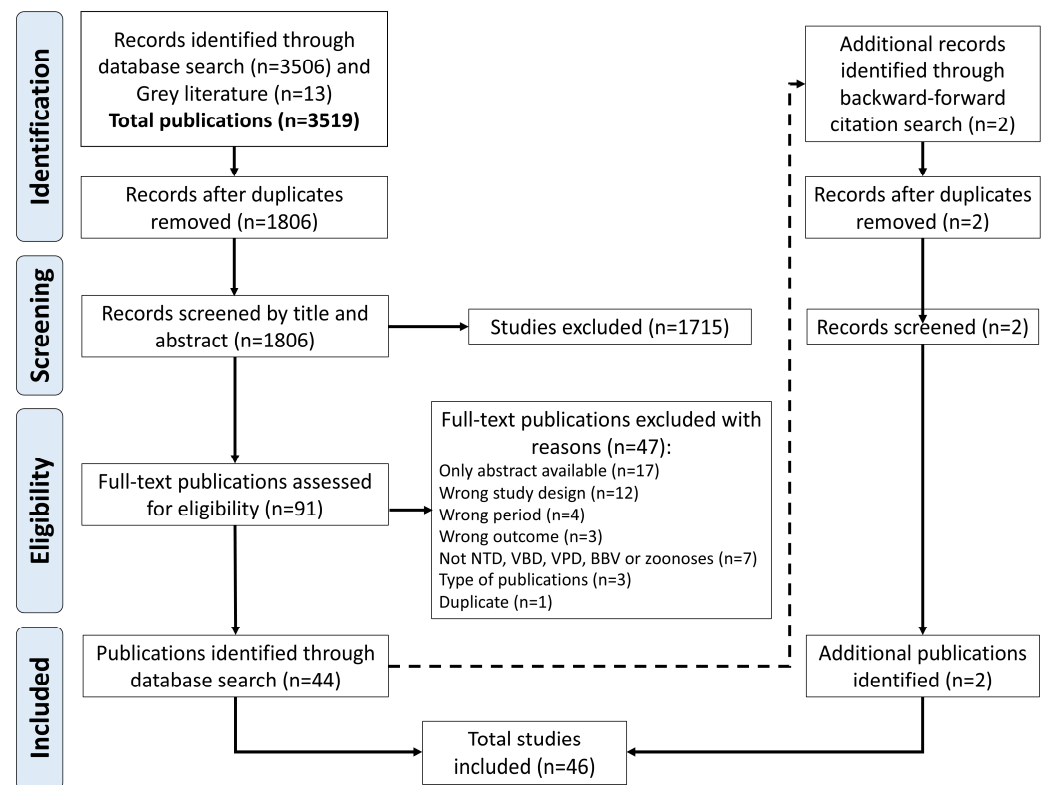 Identification
Records identified through
database search (n=3506) and
Grey literature (n=13)
Total publications (n=3519)
Records after duplicates
removed (n=1806)
Additional records
identified through
backward-forward
citation search (n=2)
Records after duplicates
removed (n=2)
Screening
Records screened by title and
abstract (n=1806)
Studies excluded (n=1715)
Records screened (n=2)
Eligibility
Full-text publications assessed
for eligibility (n=91)
Full-text publications excluded with
reasons (n=47):
Only abstract available (n=17)
Wrong study design (n=12)
Wrong period (n=4)
Wrong outcome (n=3)
Not NTD, VBD, VPD, BBV or zoonoses (n=7)
Type of publications (n=3)
Duplicate (n=1)
Included
Publications identified through
database search (n=44)
Additional publications
identified (n=2)
Total studies
included (n=46)